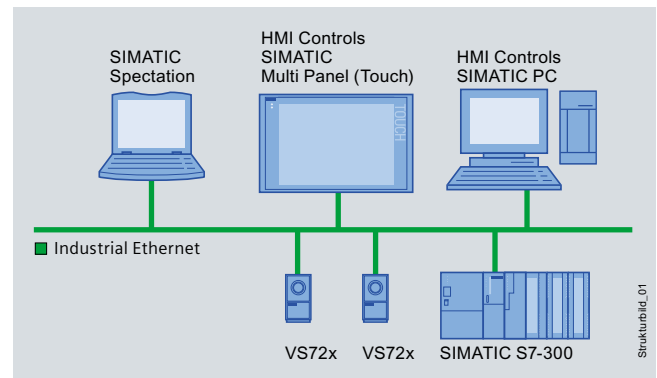 SIMATIC
Spectation
HMI Controls
SIMATIC
Multi Panel (Touch)
HMI Controls
SIMATIC PC
TOUCH
Industrial Ethernet
VS72x
VS72x
SIMATIC S7-300
Strukturbild_01